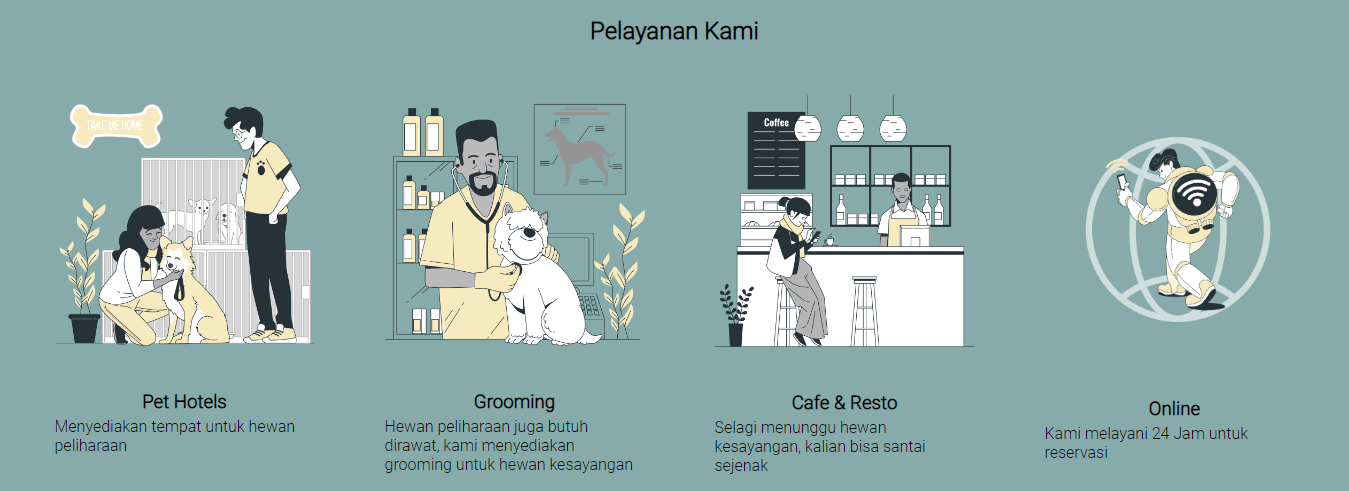 Pelayanan Kami
TAKE ME HOME
Coffee
Pet Hotels
Menyediakan tempat untuk hewan
peliharaan
Grooming
Hewan peliharaan juga butuh
dirawat, kami menyediakan
grooming untuk hewan kesayangan
Cafe & Resto
Selagi menunggu hewan
kesayangan, kalian bisa santai
sejenak
Online
Kami melayani 24 Jam untuk
reservasi